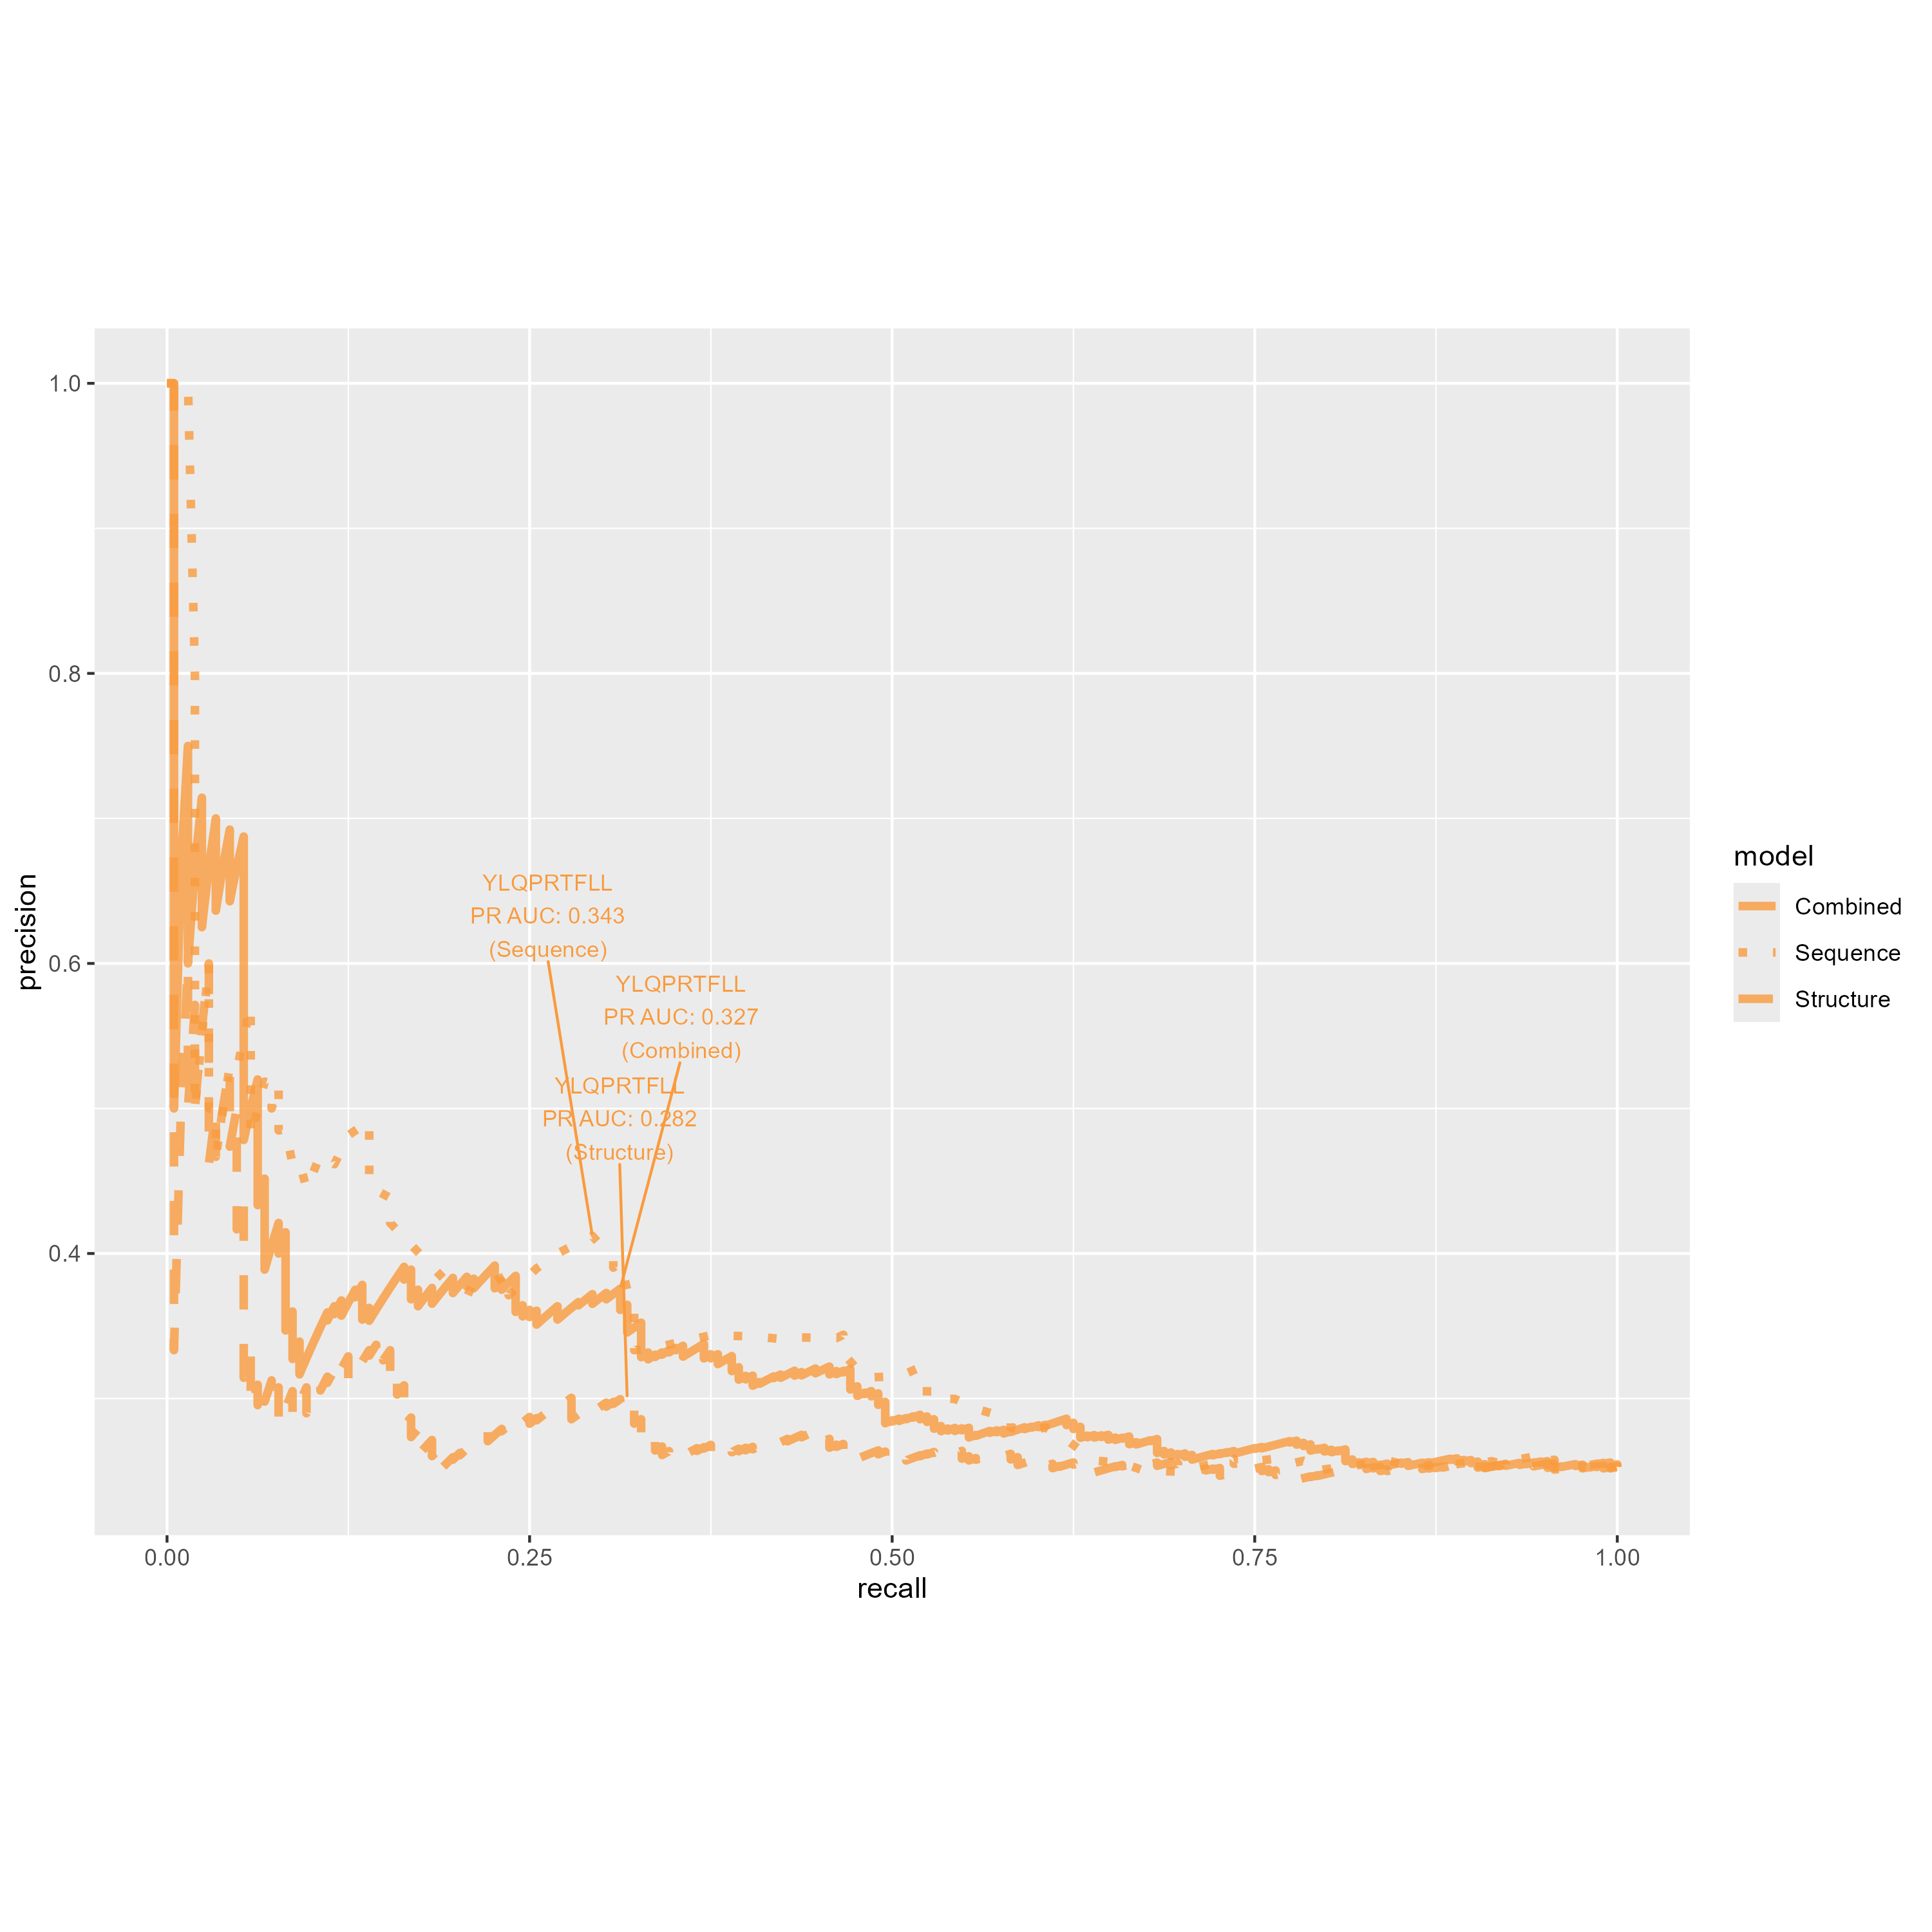 1.0
0.8
0.6
0.4
precision
YLQPRTFLL
PR AUC: 0.343
(Sequence)
YLQPRTFLL
PR AUC: 0.327
(Combined)
YLQPRTFLL
PR AUC: 0.282
(Structure)
0.00
0.25
0.50
0.75
1.00
recall
model
Combined
Sequence
Structure